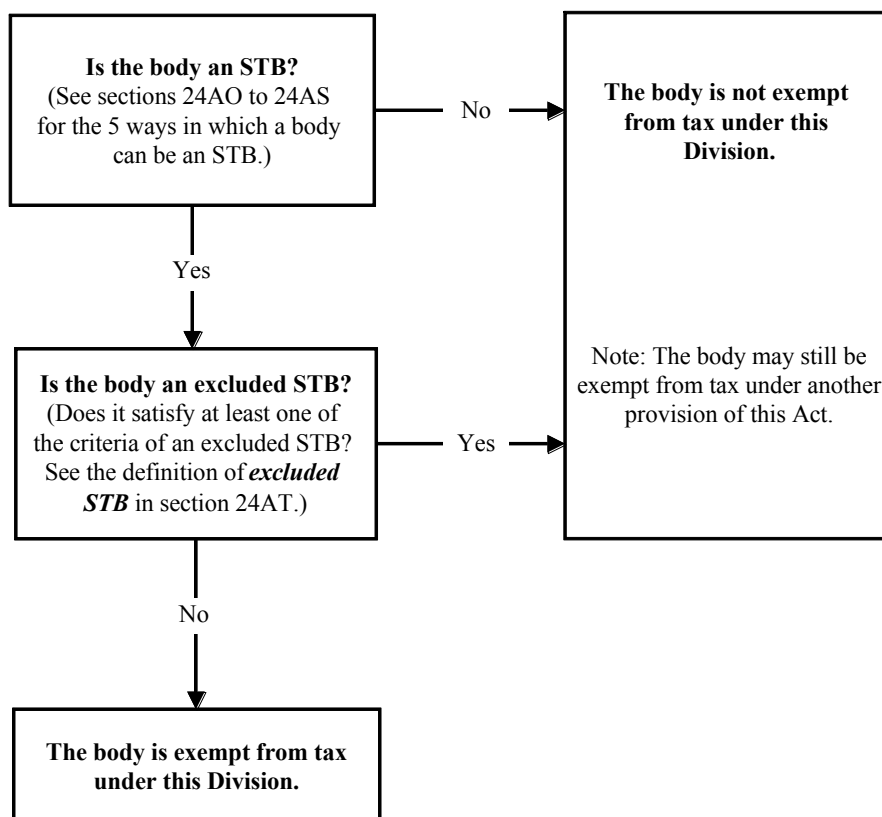 Is the body an STB?
(See sections 24AO to 24AS
for the 5 ways in which a body
can be an STB.)
No
The body is not exempt
from tax under this
Division.
Note: The body may still be
exempt from tax under another
provision of this Act.
Yes
Is the body an excluded STB?
(Does it satisfy at least one of
the criteria of an excluded STB?
See the definition of excluded
STB in section 24AT.)
Yes
No
The body is exempt from tax
under this Division.